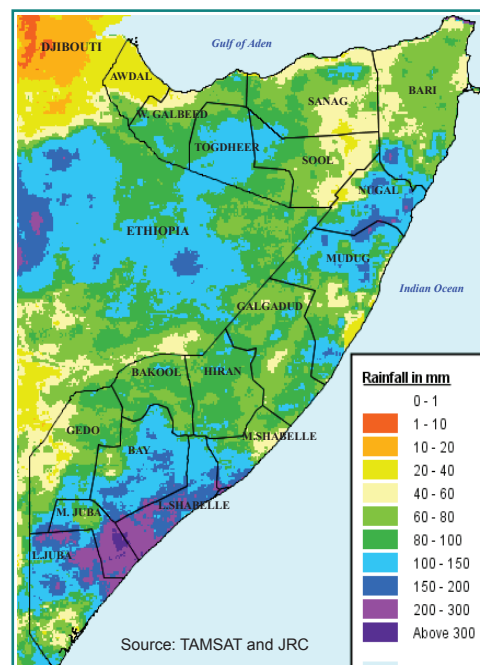 Gulf of Aden
DJIBOUTI
AWDAL
BARI
SANAG
W. GALBEED
TOGDHEER
SOOL
NUGAL
ETHIOPIA
MUDUG
Indian Ocean
GALGADUD
BAKOOL
HIRAN
GEDO
M.SHABELLE
BAY
L.SHABELLE
M. JUBA
L.JUBA
Rainfall in mm
0 - 1
1 - 10
10 - 20
20 - 40
40 - 60
60 - 80
80 - 100
100 - 150
150 - 200
200 - 300
Above 300
Source: TAMSAT and JRC